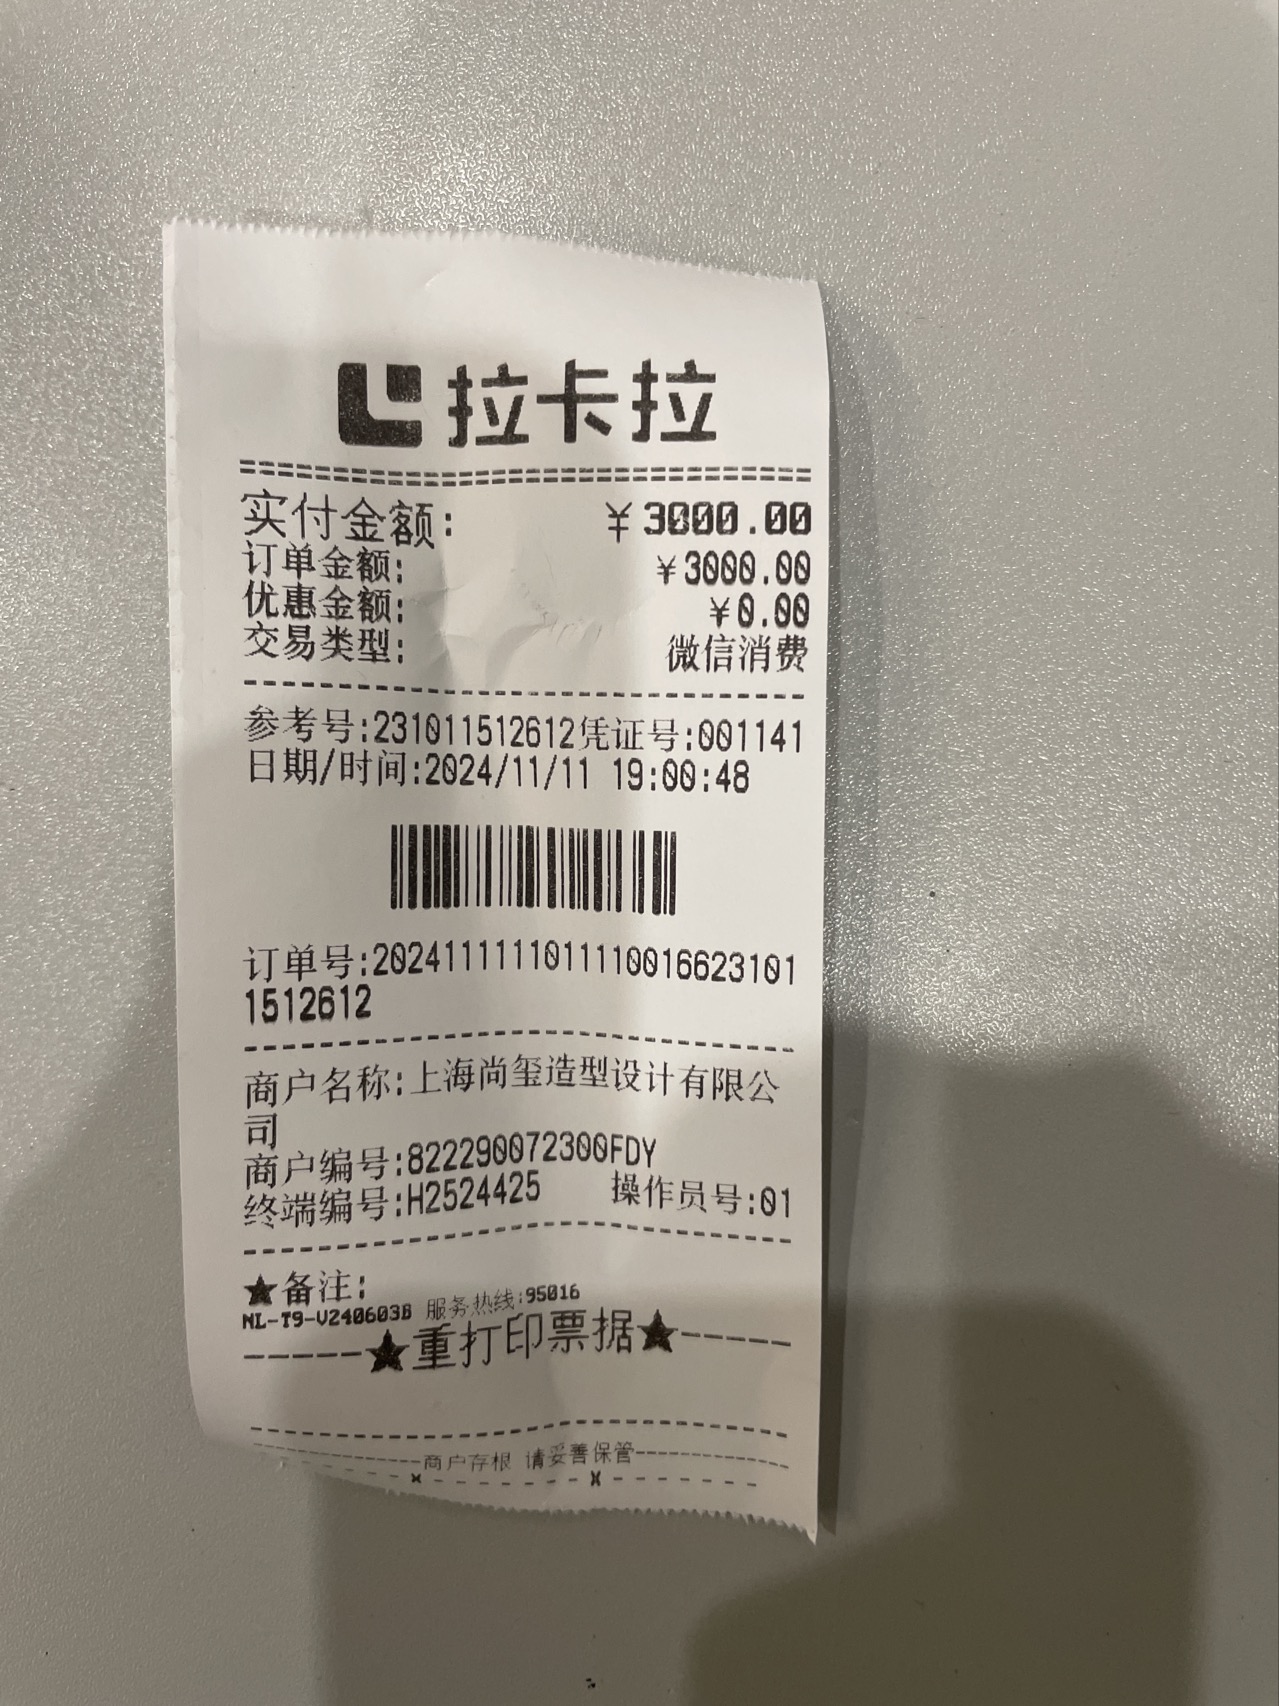 拉卡拉
实付金额: ￥3000.00
订单金额: ￥3000.00
优惠金额: ￥0.00
交易类型: 微信消费
参考号:231011512612凭证号:001141
日期/时间:2024/11/11 19:00:48
订单号:2024111111011110016623101
1512612
商户名称:上海尚玺造型设计有限公
司
商户编号:822290072300FDY
终端编号:H2524425 操作员号:01
★备注:
NL-T9-V240603B 服务热线:95016
-----★重打印票据★-----
商户存根 请妥善保管